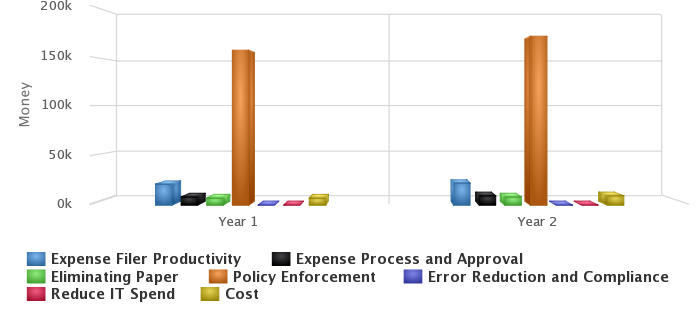 200k
150k
100k
50k
0k
Money
Year 1 Year 2
Expense Filer Productivity Expense Process and Approval
Eliminating Paper Policy Enforcement Error Reduction and Compliance
Reduce IT Spend Cost